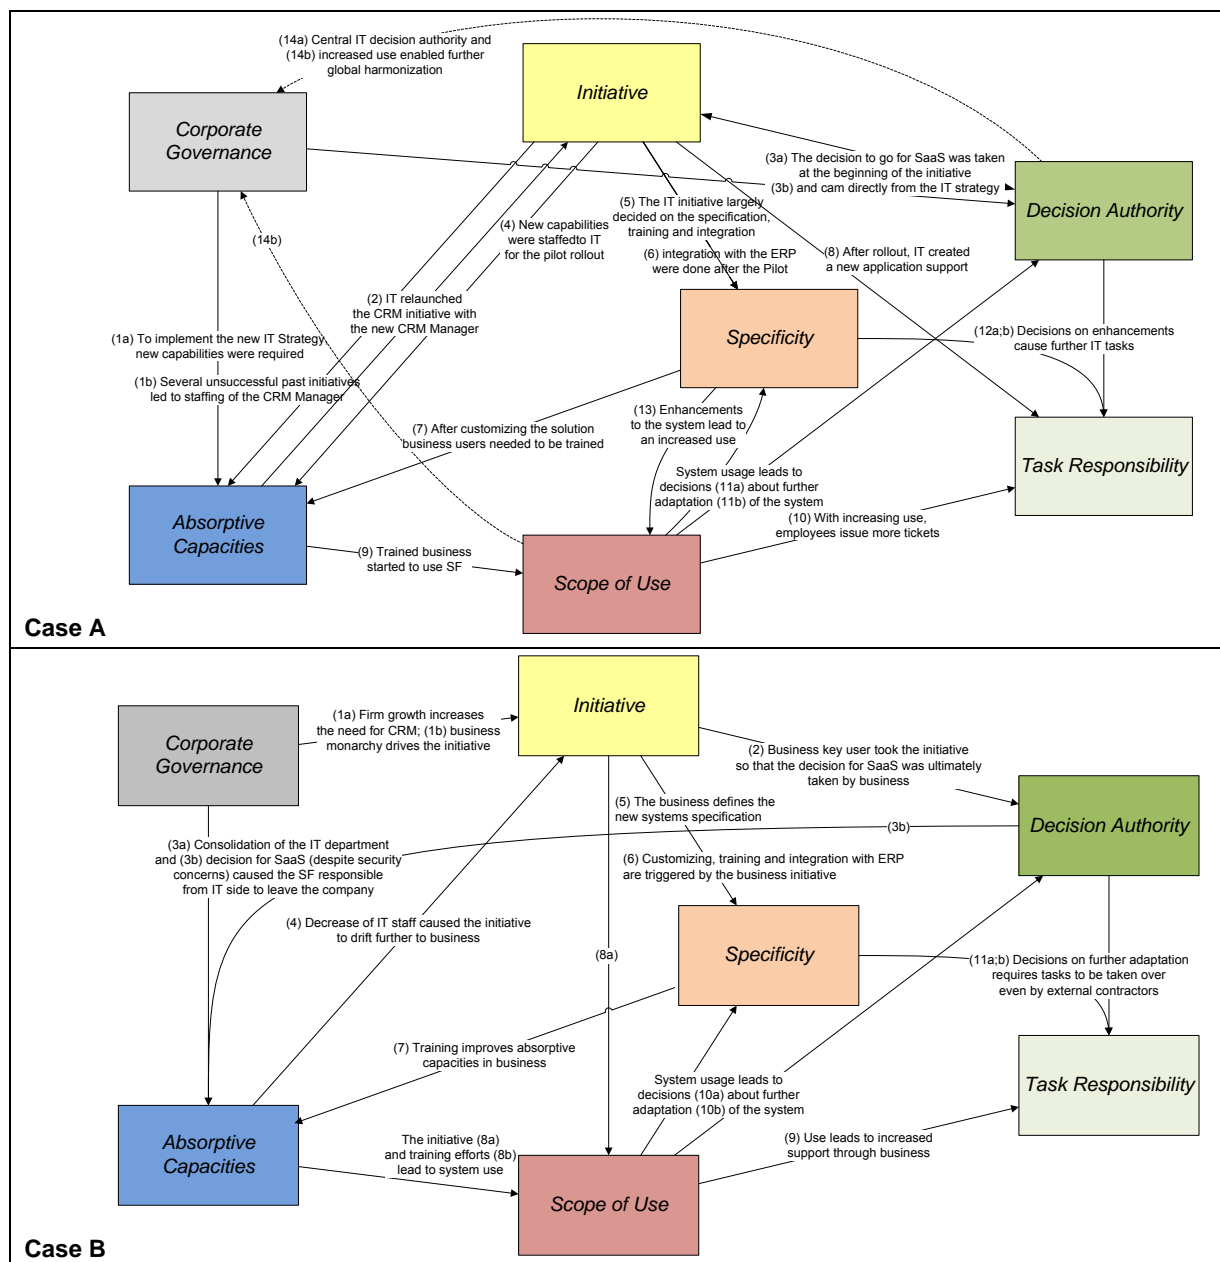 (14a) Central IT decision authority and
(14b) increased use enabled further
global harmonization
Initiative
Corporate
Governance
(3a) The decision to go for SaaS was taken
at the beginning of the initiative
(3b) and cam directly from the IT strategy
Decision Authority
(5) The IT initiative largely
decided on the specification,
training and integration
(4) New capabilities
were staffedto IT
for the pilot rollout
(14b)
(6) integration with the ERP
were done after the Pilot
(8) After rollout, IT created
a new application support
(2) IT relaunched
the CRM initiative with
the new CRM Manager
Specificity
(1a) To implement the new IT Strategy
new capabilities were required
(12a;b) Decisions on enhancements
cause further IT tasks
(1b) Several unsuccessful past initiatives
led to staffing of the CRM Manager
(13) Enhancements
to the system lead to
an increased use
(7) After customizing the solution
business users needed to be trained
Task Responsibility
System usage leads to
decisions (11a) about further
adaptation (11b) of the system
Absorptive
Capacities
(10) With increasing use,
employees issue more tickets
(9) Trained business
started to use SF
Scope of Use
Case A
Initiative
(1a) Firm growth increases
the need for CRM; (1b) business
monarchy drives the initiative
Corporate
Governance
(2) Business key user took the initiative
so that the decision for SaaS was ultimately
taken by business
(5) The business defines the
new systems specification
(3b)
Decision Authority
(3a) Consolidation of the IT department
and (3b) decision for SaaS (despite security
concerns) caused the SF responsible
from IT side to leave the company
(6) Customizing, training and integration with ERP
are triggered by the business initiative
(4) Decrease of IT staff caused the initiative
to drift further to business
(8a)
Specificity
(11a;b) Decisions on further adaptation
requires tasks to be taken over
even by external contractors
(7) Training improves absorptive
capacities in business
System usage leads to
decisions (10a) about further
adaptation (10b) of the system
Task Responsibility
Absorptive
Capacities
The initiative (8a)
and training efforts (8b)
lead to system use
(9) Use leads to increased
support through business
Scope of Use
Case B